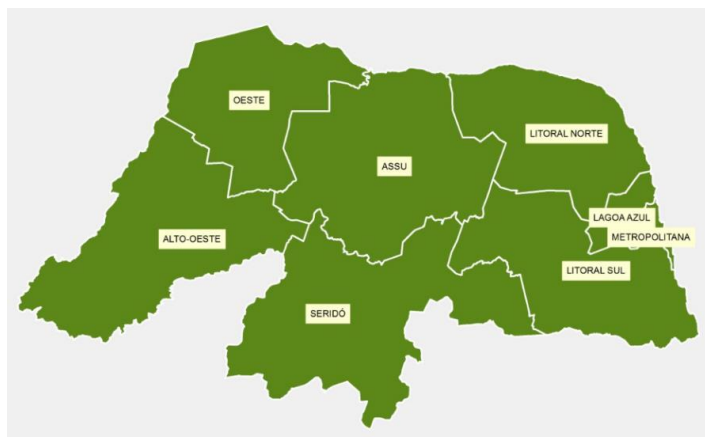 OESTE
LITORAL NORTE
ASSU
LAGOA AZUL
METROPOLITANA
ALTO-OESTE
LITORAL SUL
SERIDÓ